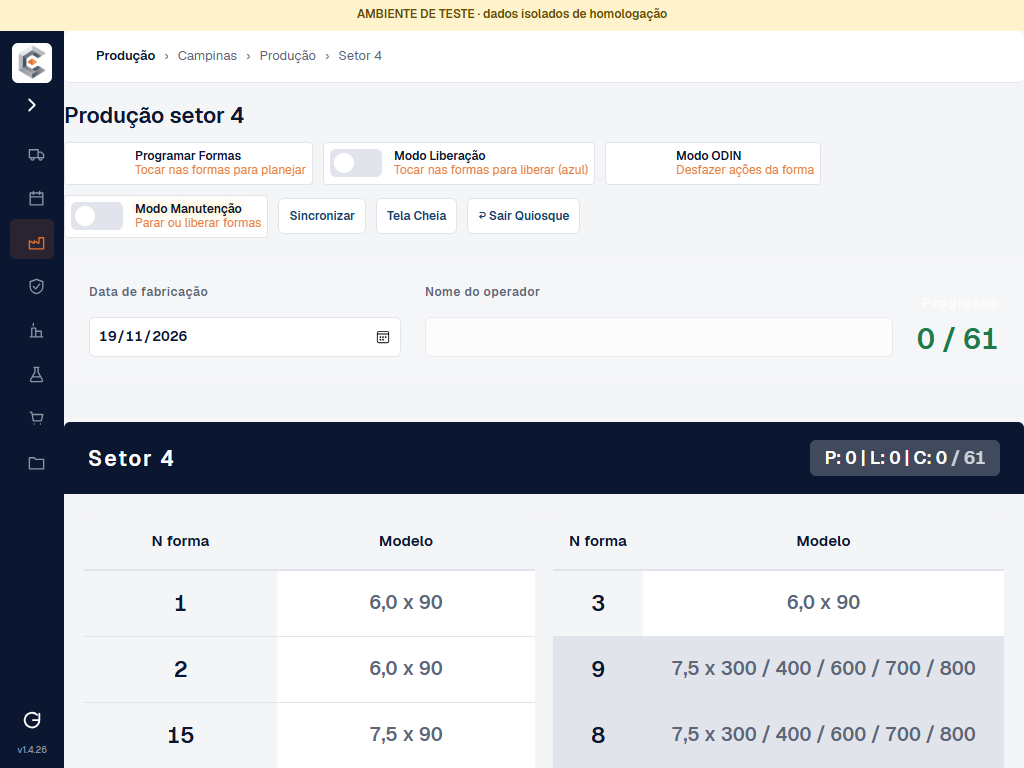 AMBIENTE DE TESTE · dados isolados de homologação
Produção › Campinas › Produção › Setor 4
Produção setor 4
Programar Formas
Tocar nas formas para planejar
Modo Liberação
Tocar nas formas para liberar (azul)
Modo ODIN
Desfazer ações da forma
Modo Manutenção
Parar ou liberar formas
Sincronizar
Tela Cheia
Sair Quiosque
Data de fabricação
Nome do operador
Progresso
19/11/2026
0 / 61
Setor 4
P: 0 | L: 0 | C: 0 / 61
N forma Modelo N forma Modelo
1 6,0 x 90 3 6,0 x 90
2 6,0 x 90 9 7,5 x 300 / 400 / 600 / 700 / 800
15 7,5 x 90 8 7,5 x 300 / 400 / 600 / 700 / 800
v1.4.26